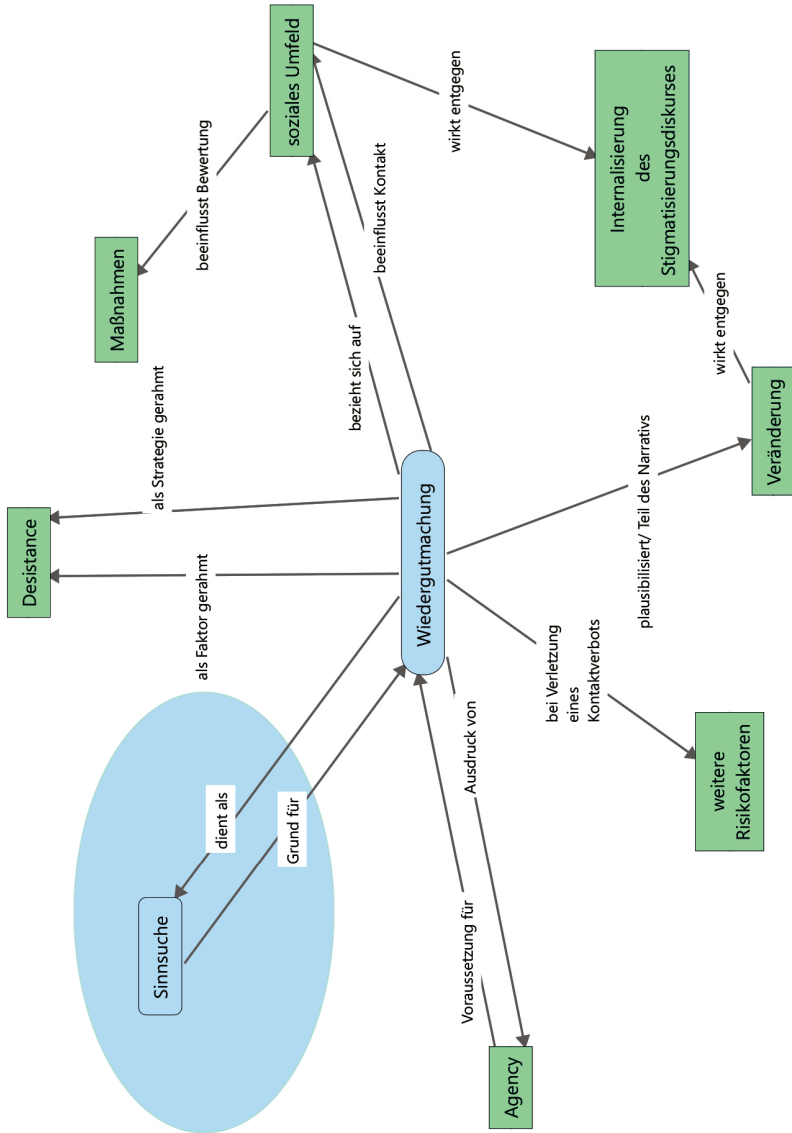 Sinnsuche
dient als
Grund für
Desistance
als Faktor gerahmt
als Strategie gerahmt
Maßnahmen
beeinflusst Bewertung
soziales Umfeld
bezieht sich auf
beeinflusst Kontakt
wirkt entgegen
Wiedergutmachung
Agency
Voraussetzung für
Ausdruck von
bei Verletzung
eines
Kontaktverbots
weitere
Risikofaktoren
plausibilisiert/ Teil des Narrativs
Veränderung
wirkt entgegen
Internalisierung
des
Stigmatisierungsdiskurses